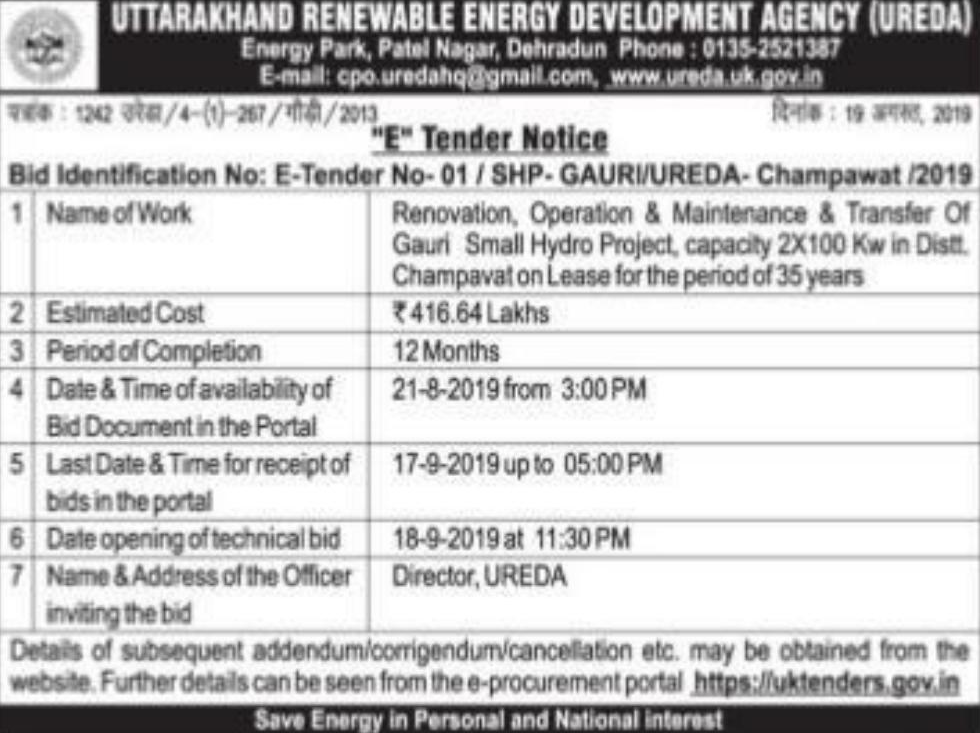 UTTARAKHAND RENEWABLE ENERGY DEVELOPMENT AGENCY (UREDA)
Energy Park, Patel Nagar, Dehradun Phone : 0135-2521387
E-mail: cpo.uredahq@gmail.com, www.ureda.uk.gov.in
पत्रांक : 1242 उरेडा/4-(1)-267/गौड़ी/2013 दिनांक : 19 अगस्त, 2019
"E" Tender Notice
Bid Identification No: E-Tender No- 01 / SHP- GAURI/UREDA- Champawat /2019
1 Name of Work Renovation, Operation & Maintenance & Transfer Of
Gauri Small Hydro Project, capacity 2X100 Kw in Distt.
Champavat on Lease for the period of 35 years
2 Estimated Cost ₹ 416.64 Lakhs
3 Period of Completion 12 Months
4 Date & Time of availability of 21-8-2019 from 3:00 PM
Bid Document in the Portal
5 Last Date & Time for receipt of 17-9-2019 up to 05:00 PM
bids in the portal
6 Date opening of technical bid 18-9-2019 at 11:30 PM
7 Name & Address of the Officer Director, UREDA
inviting the bid
Details of subsequent addendum/corrigendum/cancellation etc. may be obtained from the
website. Further details can be seen from the e-procurement portal https://uktenders.gov.in
Save Energy in Personal and National interest